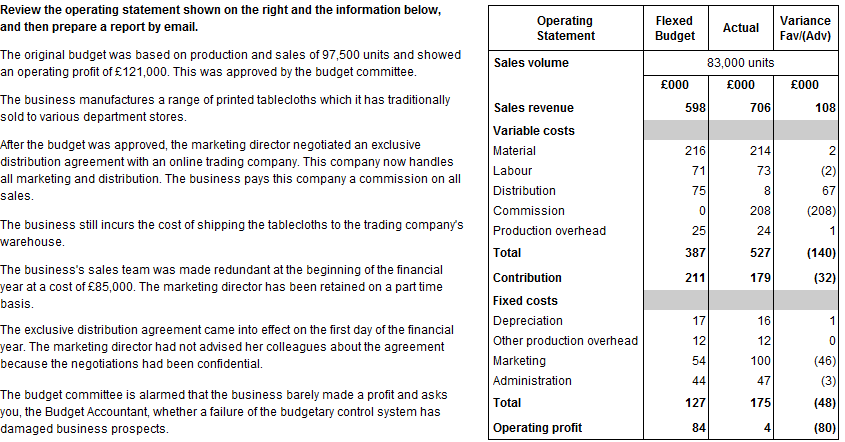 Review the operating statement shown on the right and the information below,
and then prepare a report by email.
The original budget was based on production and sales of 97,500 units and showed
an operating profit of £121,000. This was approved by the budget committee.
The business manufactures a range of printed tablecloths which it has traditionally
sold to various department stores.
After the budget was approved, the marketing director negotiated an exclusive
distribution agreement with an online trading company. This company now handles
all marketing and distribution. The business pays this company a commission on all
sales.
The business still incurs the cost of shipping the tablecloths to the trading company's
warehouse.
The business's sales team was made redundant at the beginning of the financial
year at a cost of £85,000. The marketing director has been retained on a part time
basis.
The exclusive distribution agreement came into effect on the first day of the financial
year. The marketing director had not advised her colleagues about the agreement
because the negotiations had been confidential.
The budget committee is alarmed that the business barely made a profit and asks
you, the Budget Accountant, whether a failure of the budgetary control system has
damaged business prospects.
Operating Statement Flexed Budget Actual Variance Fav/(Adv)
Sales volume 83,000 units
£000 £000 £000
Sales revenue 598 706 108
Variable costs
Material 216 214 2
Labour 71 73 (2)
Distribution 75 8 67
Commission 0 208 (208)
Production overhead 25 24 1
Total 387 527 (140)
Contribution 211 179 (32)
Fixed costs
Depreciation 17 16 1
Other production overhead 12 12 0
Marketing 54 100 (46)
Administration 44 47 (3)
Total 127 175 (48)
Operating profit 84 4 (80)